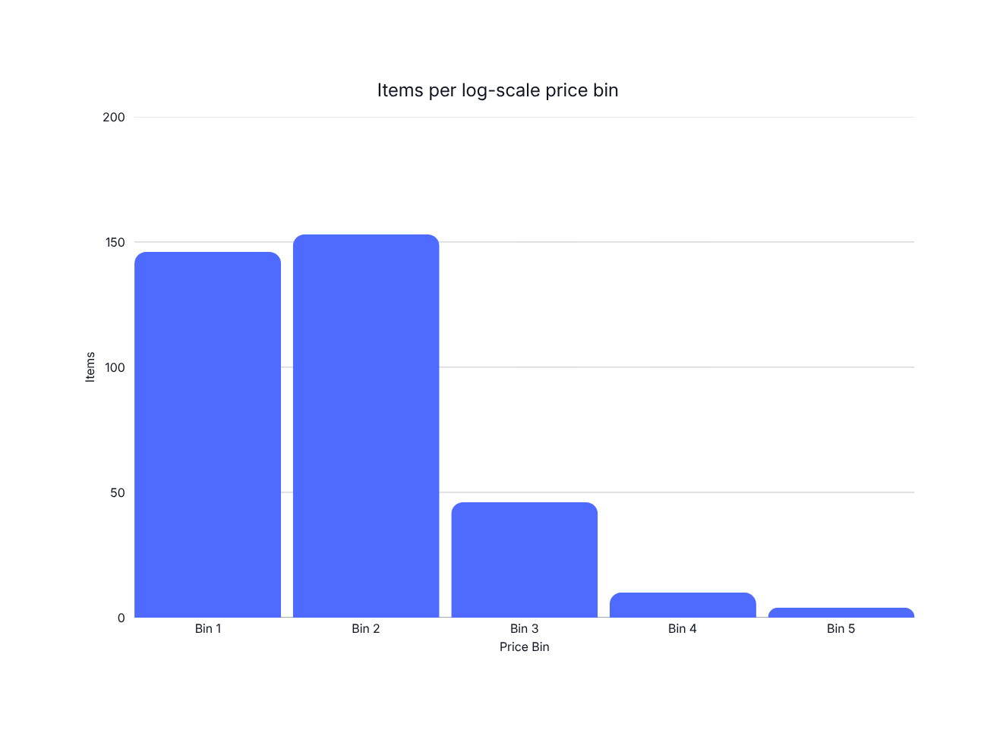 Items per log-scale price bin
200
150
100
50
0
Items
Bin 1
Bin 2
Bin 3
Bin 4
Bin 5
Price Bin